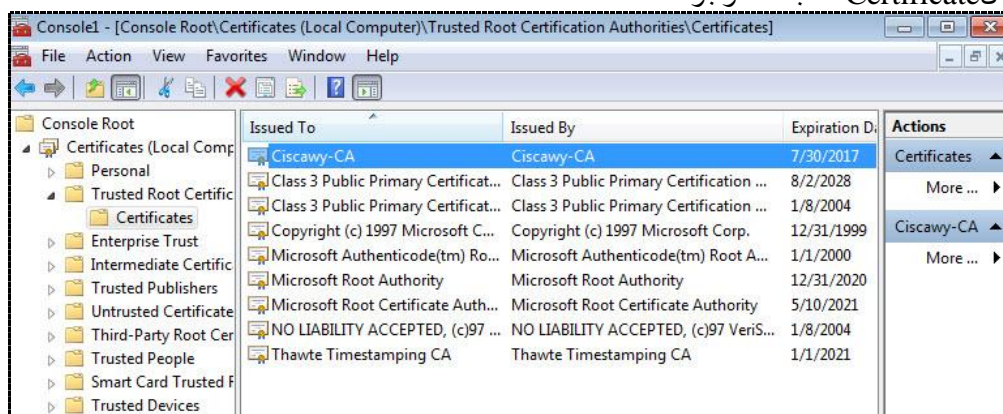 Certificates
Console1 - [Console Root\Certificates (Local Computer)\Trusted Root Certification Authorities\Certificates]
File Action View Favorites Window Help
Console Root
Certificates (Local Comp
Personal
Trusted Root Certific
Certificates
Enterprise Trust
Intermediate Certific
Trusted Publishers
Untrusted Certificate
Third-Party Root Cer
Trusted People
Smart Card Trusted R
Trusted Devices
Issued To Issued By Expiration Da
Ciscawy-CA Ciscawy-CA 7/30/2017
Class 3 Public Primary Certificat... Class 3 Public Primary Certification ... 8/2/2028
Class 3 Public Primary Certificat... Class 3 Public Primary Certification ... 1/8/2004
Copyright (c) 1997 Microsoft C... Copyright (c) 1997 Microsoft Corp. 12/31/1999
Microsoft Authenticode(tm) Ro... Microsoft Authenticode(tm) Root A... 1/1/2000
Microsoft Root Authority Microsoft Root Authority 12/31/2020
Microsoft Root Certificate Auth... Microsoft Root Certificate Authority 5/10/2021
NO LIABILITY ACCEPTED, (c)97 ... NO LIABILITY ACCEPTED, (c)97 VeriS... 1/8/2004
Thawte Timestamping CA Thawte Timestamping CA 1/1/2021
Actions
Certificates
More ...
Ciscawy-CA
More ...